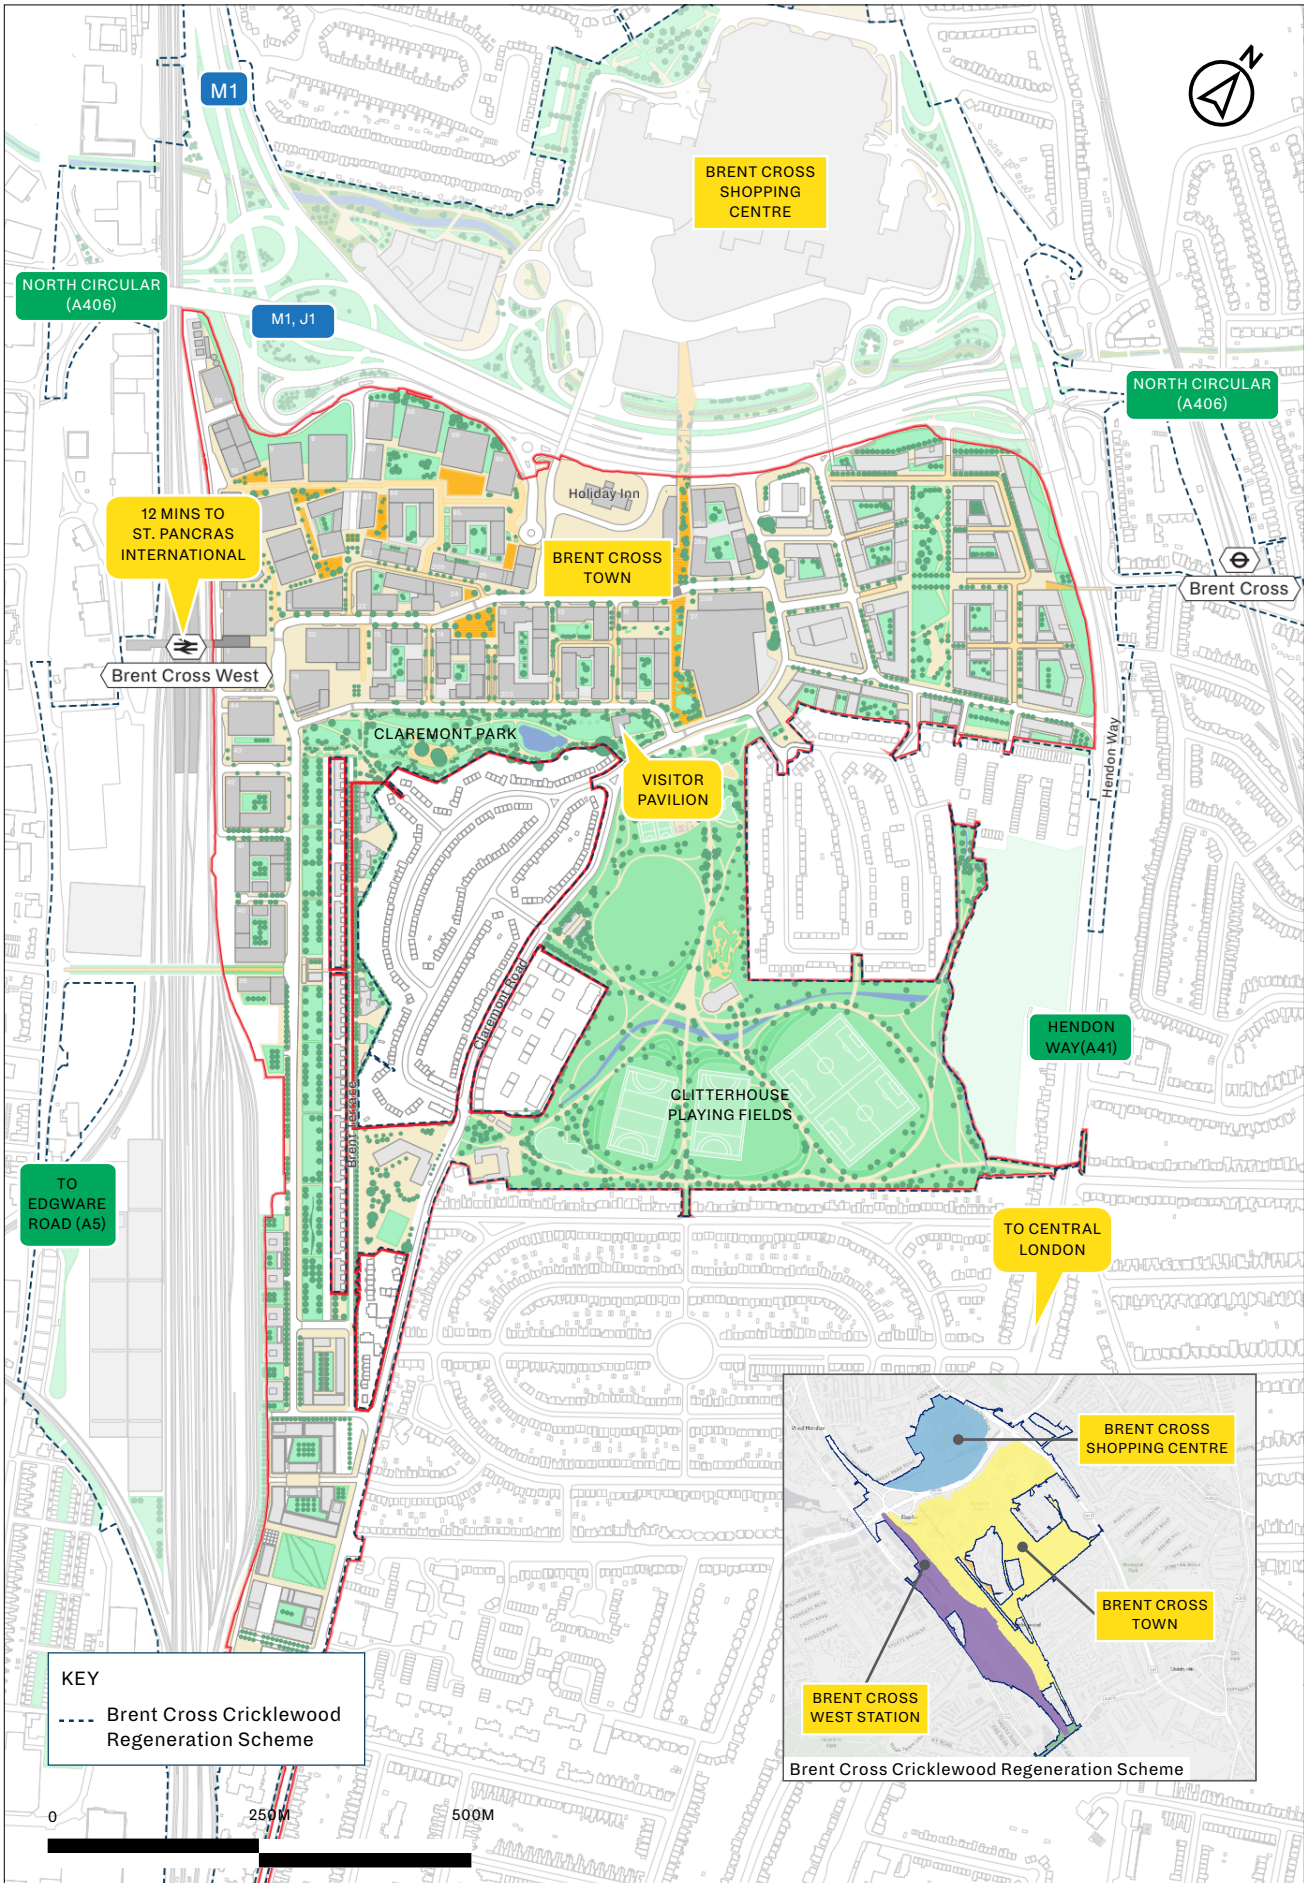 N
M1
BRENT CROSS
SHOPPING
CENTRE
NORTH CIRCULAR
(A406)
M1, J1
NORTH CIRCULAR
(A406)
Holiday Inn
12 MINS TO
ST. PANCRAS
INTERNATIONAL
BRENT CROSS
TOWN
Brent Cross
Brent Cross West
CLAREMONT PARK
VISITOR
PAVILION
Hendon Way
Claremont Road
HENDON
WAY(A41)
CLITTERHOUSE
PLAYING FIELDS
Brent Terrace
TO
EDGWARE
ROAD (A5)
TO CENTRAL
LONDON
BRENT CROSS
SHOPPING CENTRE
BRENT CROSS
TOWN
BRENT CROSS
WEST STATION
Brent Cross Cricklewood Regeneration Scheme
KEY
Brent Cross Cricklewood
Regeneration Scheme
0 250M 500M